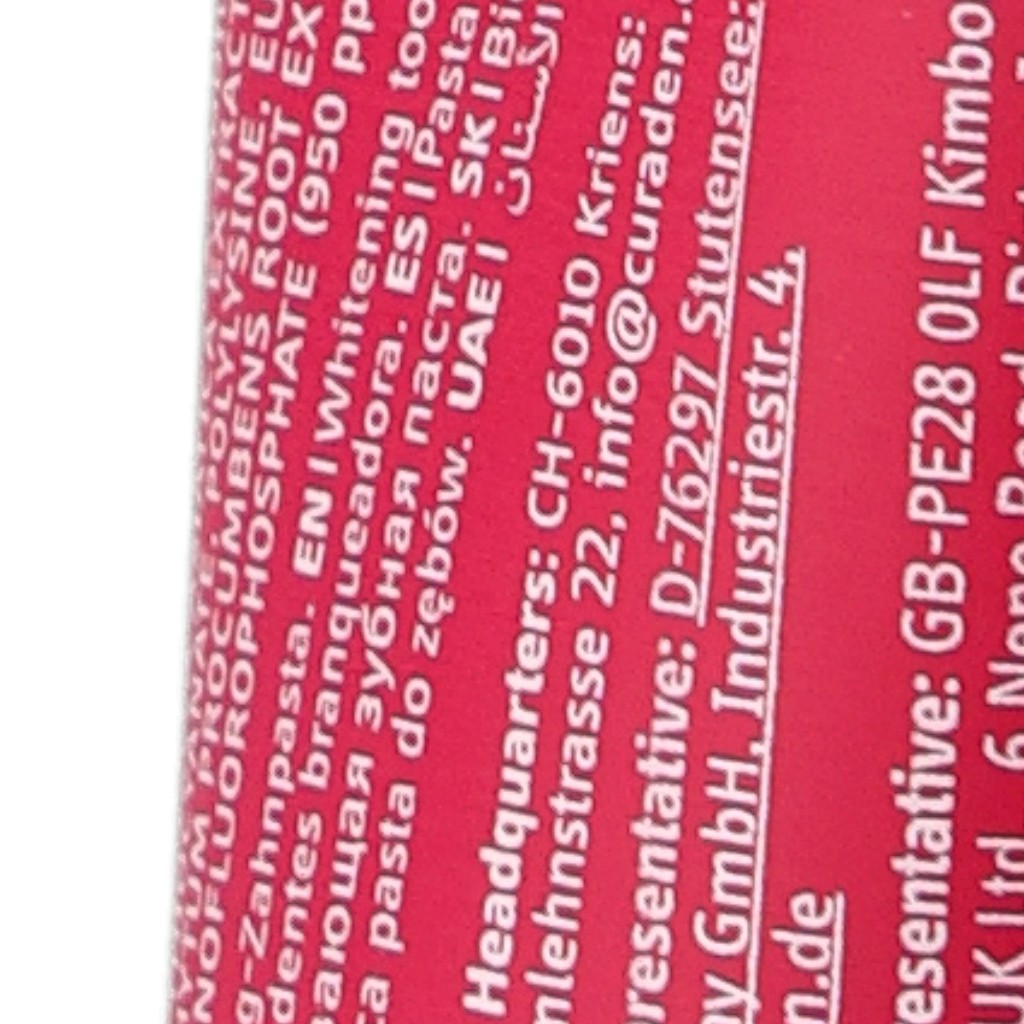 POLYLYSINE, EU
PROCUMBENS ROOT EX
NOFLUOROPHOSPHATE (950 pp
g-Zahnpasta. EN I Whitening too
dentes branqueadora. ES I Pasta
вающая зубная паста. SK I Bi
a pasta do zębów. UAE I الأسنان
Headquarters: CH-6010 Kriens:
nlehnstrasse 22, info@curaden.
resentative: D-76297 Stutensee:
ny GmbH, Industriestr. 4,
n.de
esentative: GB-PE28 0LF Kimbo
UK Ltd 6 Nene Road